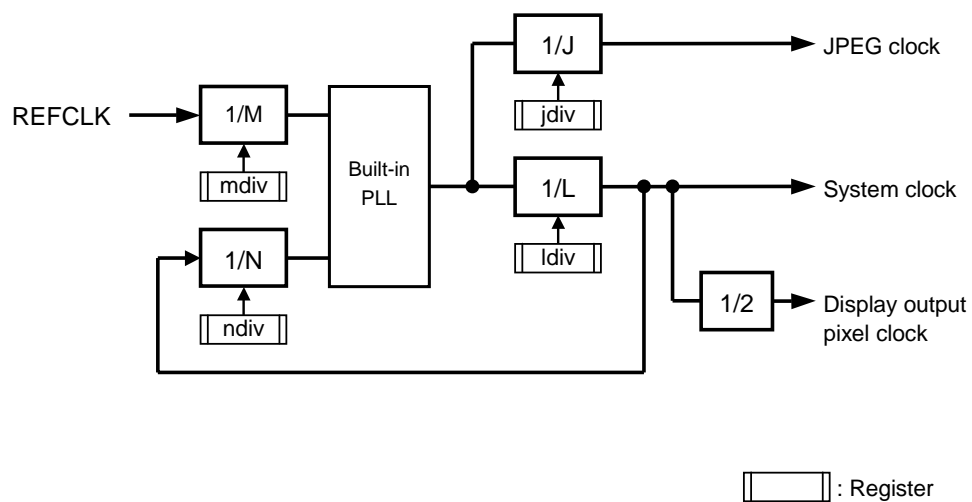 1/J
JPEG clock
REFCLK
1/M
jdiv
mdiv
Built-in
PLL
1/L
System clock
1/N
ldiv
ndiv
1/2
Display output
pixel clock
: Register